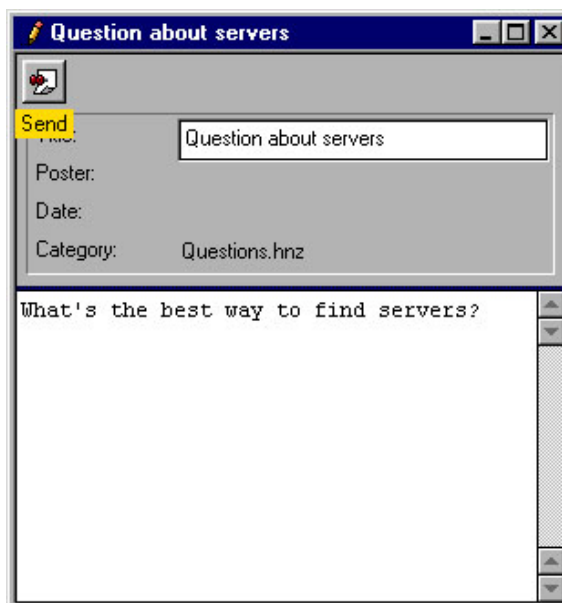 Question about servers
Send
Title: Question about servers
Poster:
Date:
Category: Questions.hnz
What's the best way to find servers?